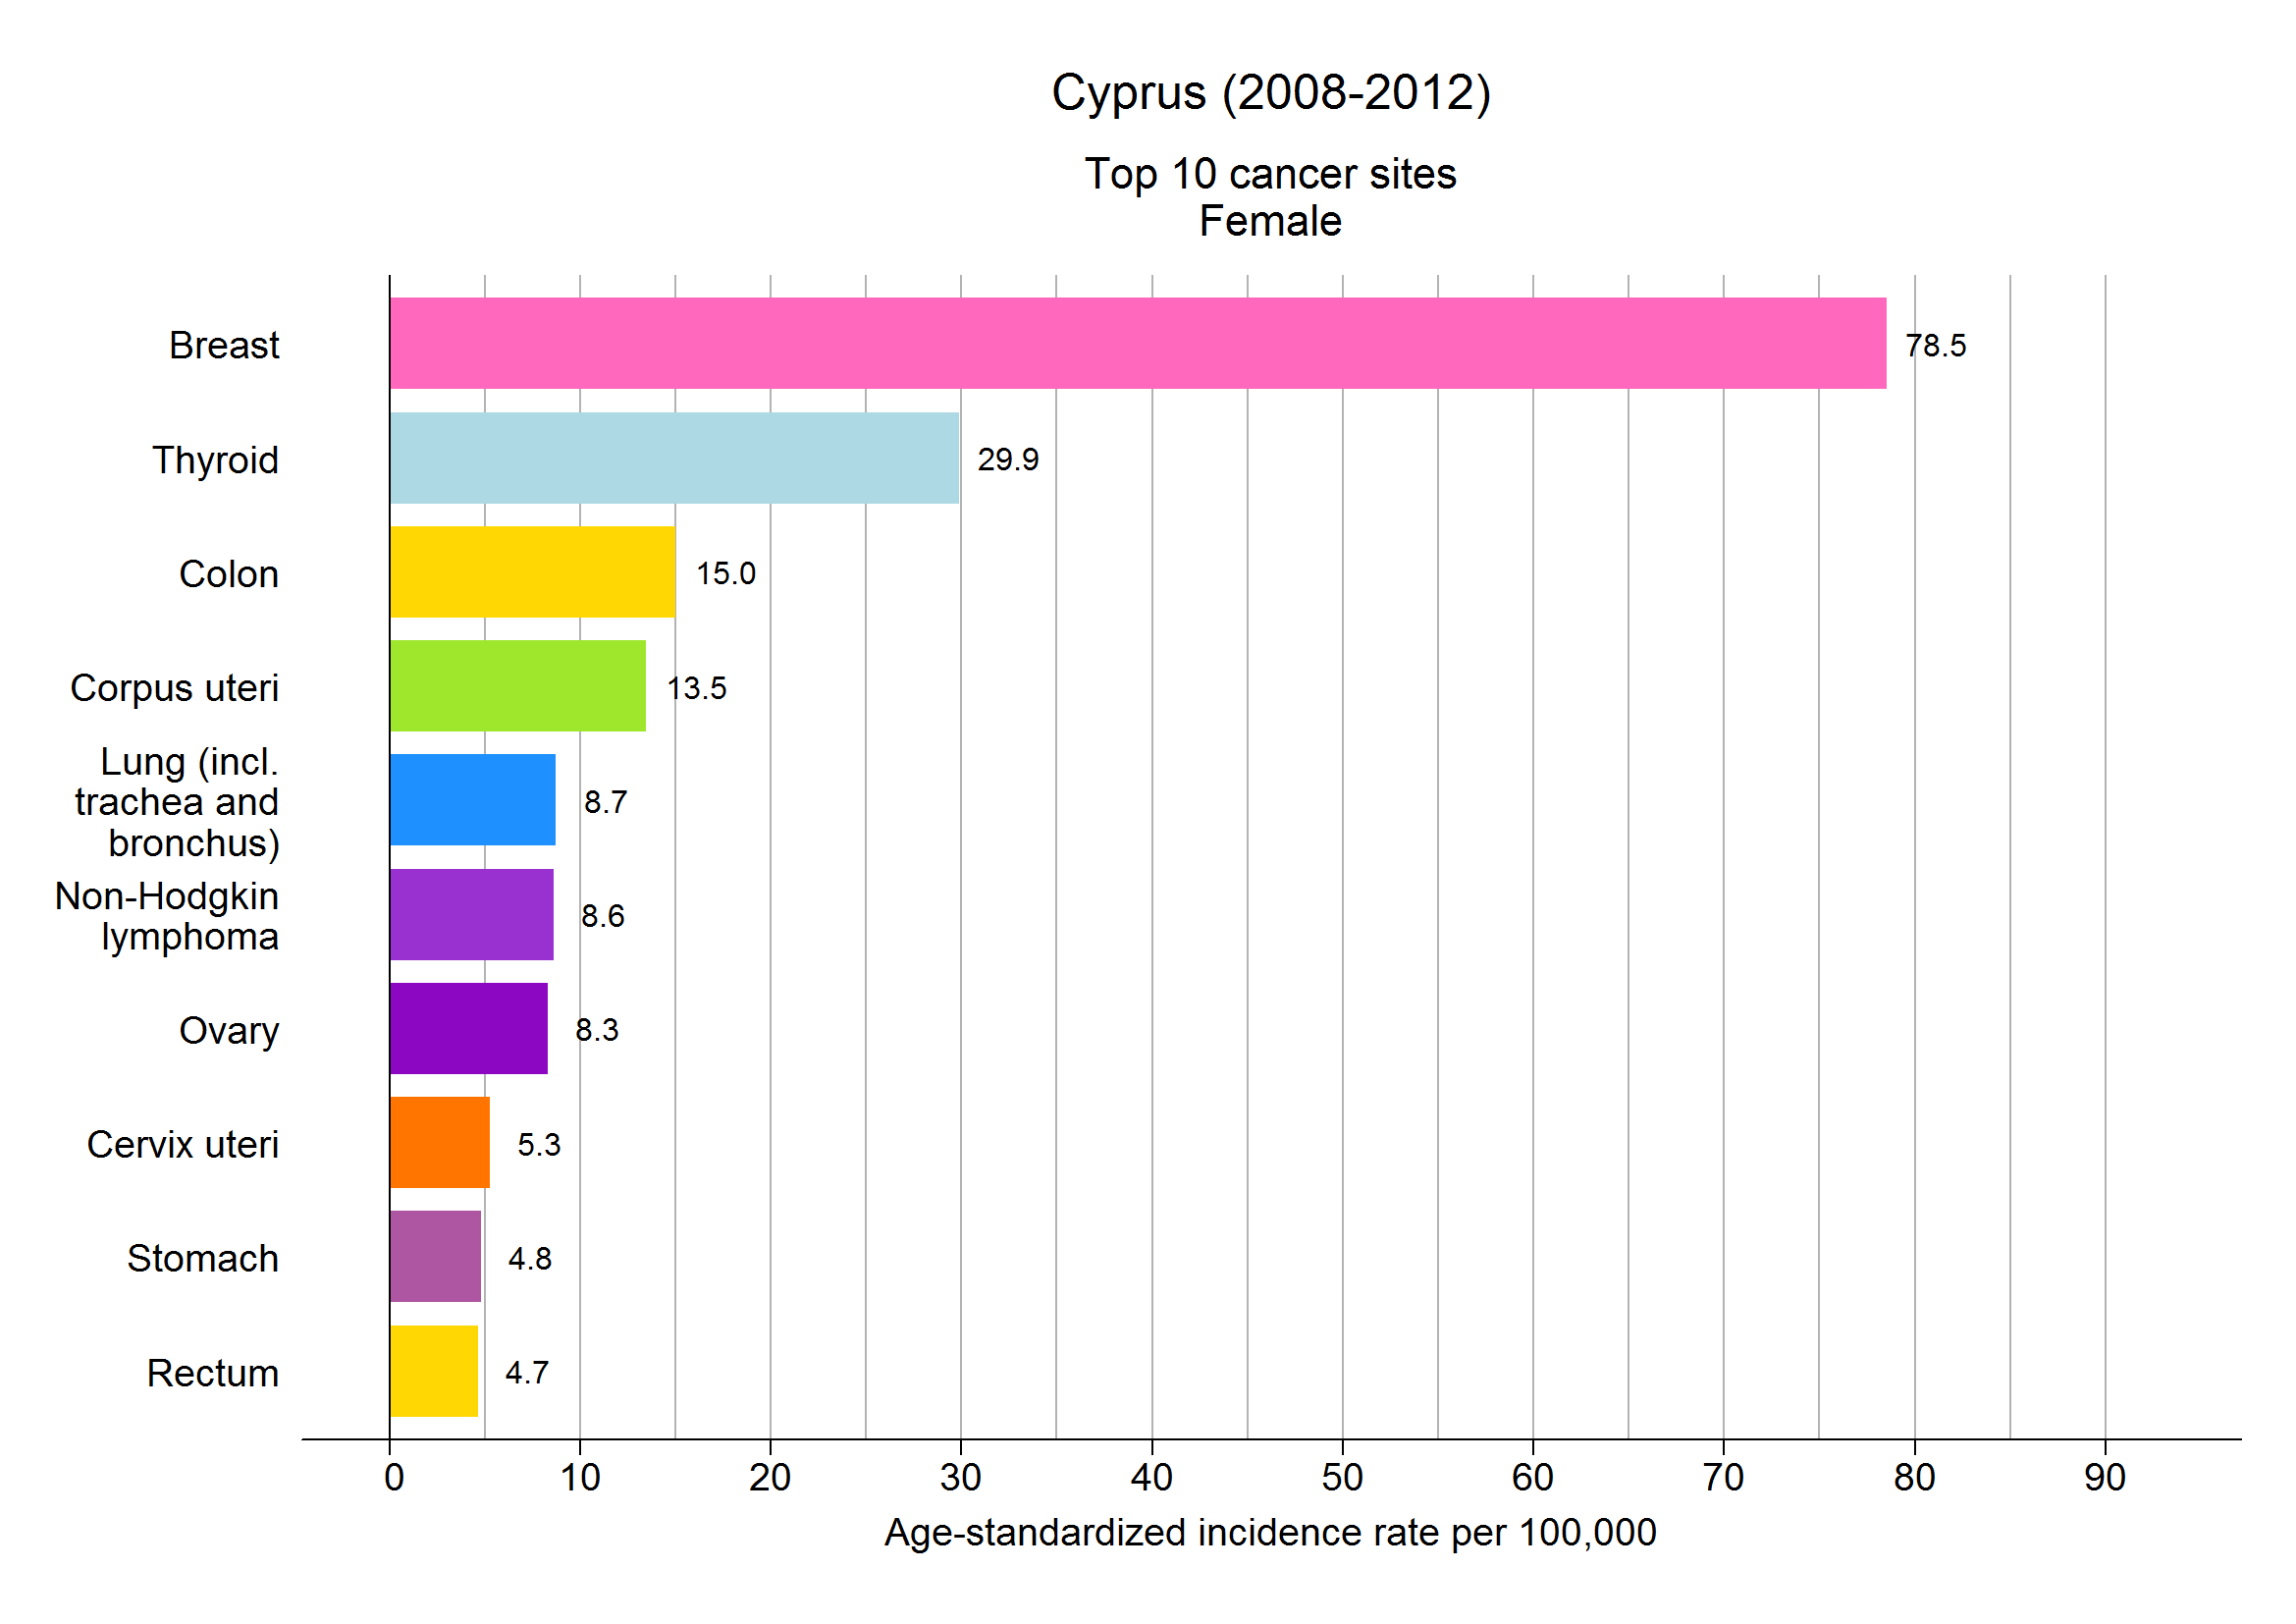 Cyprus (2008-2012)
Top 10 cancer sites
Female
Breast
78.5
Thyroid
29.9
Colon
15.0
Corpus uteri
13.5
Lung (incl.
trachea and
bronchus)
8.7
Non-Hodgkin
lymphoma
8.6
Ovary
8.3
Cervix uteri
5.3
Stomach
4.8
Rectum
4.7
0 10 20 30 40 50 60 70 80 90
Age-standardized incidence rate per 100,000